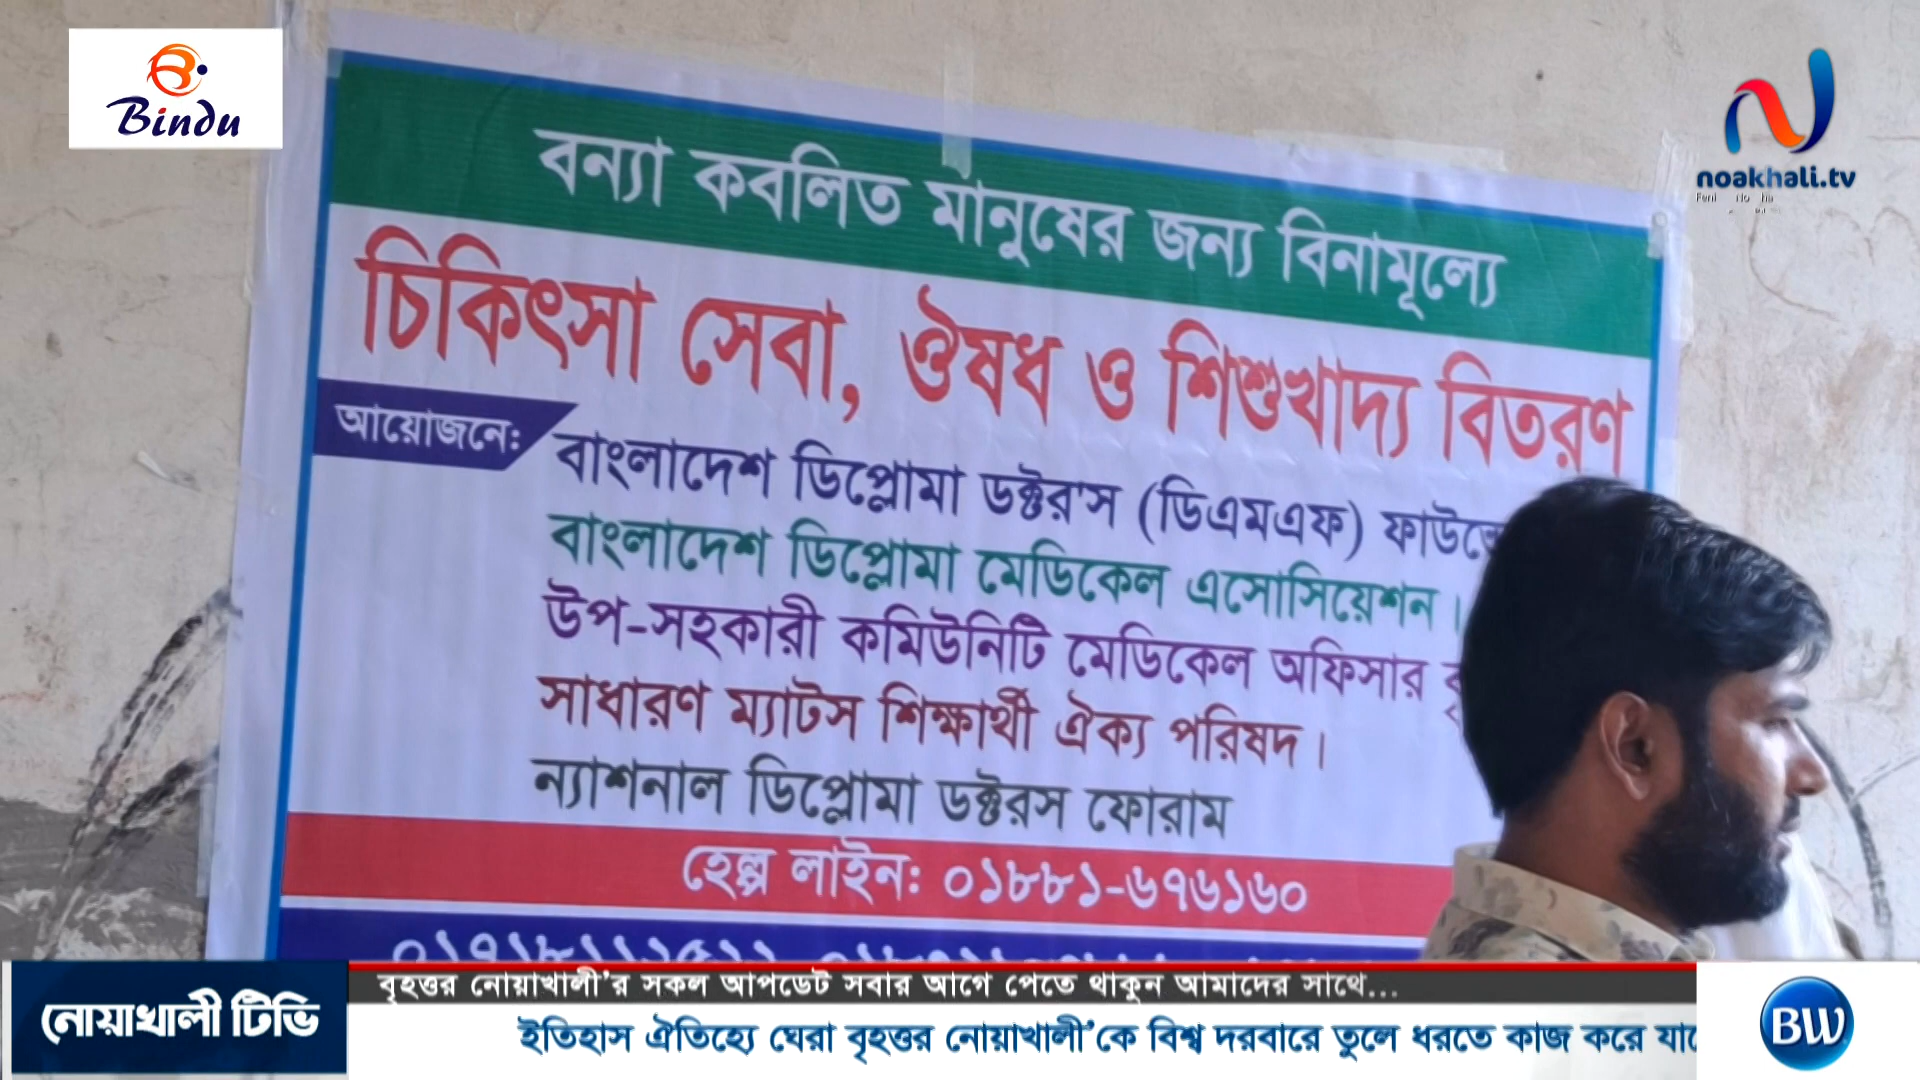 Bindu
noakhali.tv
বন্যা কবলিত মানুষের জন্য বিনামূল্যে
চিকিৎসা সেবা, ঔষধ ও শিশুখাদ্য বিতরণ
আয়োজনে:
বাংলাদেশ ডিপ্লোমা ডক্টর'স (ডিএমএফ)
বাংলাদেশ ডিপ্লোমা মেডিকেল এসোসিয়েশন।
উপ-সহকারী কমিউনিটি মেডিকেল অফিসার
সাধারণ ম্যাটস শিক্ষার্থী ঐক্য পরিষদ।
ন্যাশনাল ডিপ্লোমা ডক্টরস ফোরাম
হেল্প লাইন: ০১৮৮১-৬৭৬১৬০
নোয়াখালী টিভি
বৃহত্তর নোয়াখালী'র সকল আপডেট সবার আগে পেতে থাকুন আমাদের সাথে...
ইতিহাস ঐতিহ্যে ঘেরা বৃহত্তর নোয়াখালী'কে বিশ্ব দরবারে তুলে ধরতে কাজ করে
BW